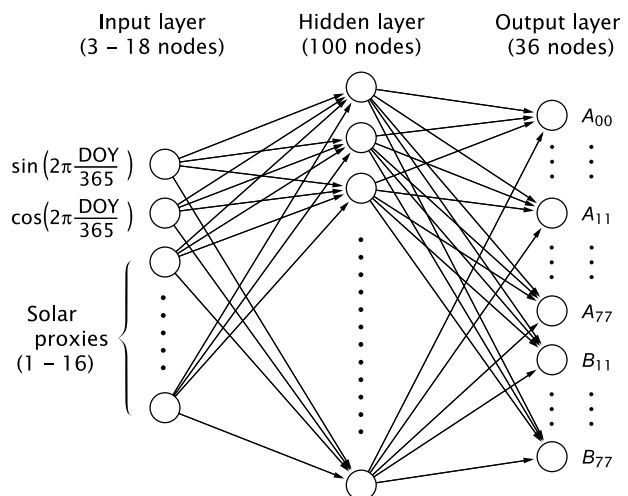 Input layer
(3 – 18 nodes)
Hidden layer
(100 nodes)
Output layer
(36 nodes)
sin(2π DOY/365)
cos(2π DOY/365)
Solar
proxies
(1 – 16)
A00
A11
A77
B11
B77